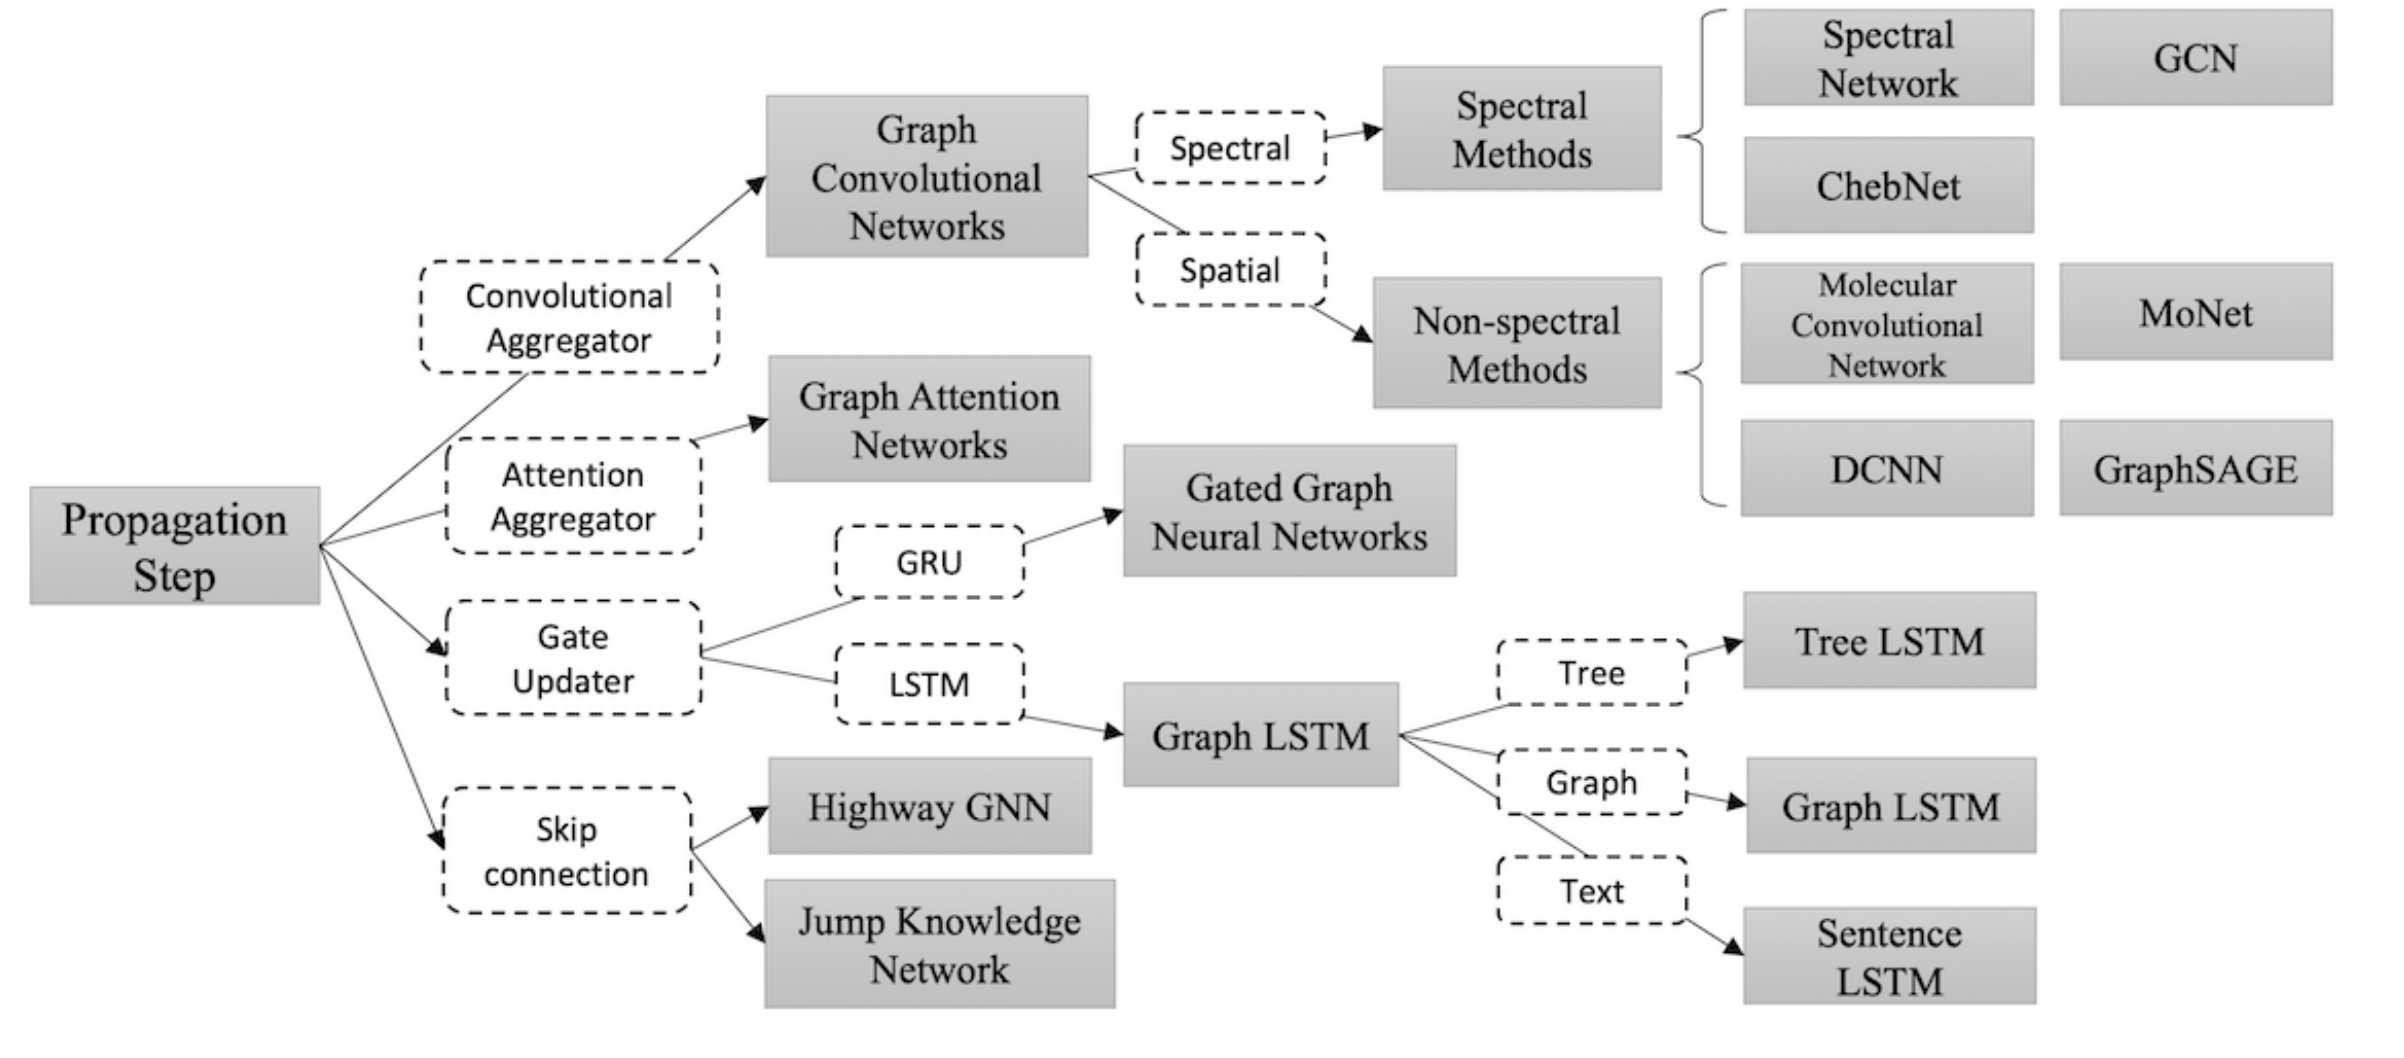 Propagation
Step
Convolutional
Aggregator
Attention
Aggregator
Gate
Updater
Skip
connection
Graph
Convolutional
Networks
Graph Attention
Networks
GRU
LSTM
Highway GNN
Jump Knowledge
Network
Spectral
Spatial
Gated Graph
Neural Networks
Graph LSTM
Spectral
Methods
Non-spectral
Methods
Tree
Graph
Text
Spectral
Network
GCN
ChebNet
Molecular
Convolutional
Network
MoNet
DCNN
GraphSAGE
Tree LSTM
Graph LSTM
Sentence
LSTM